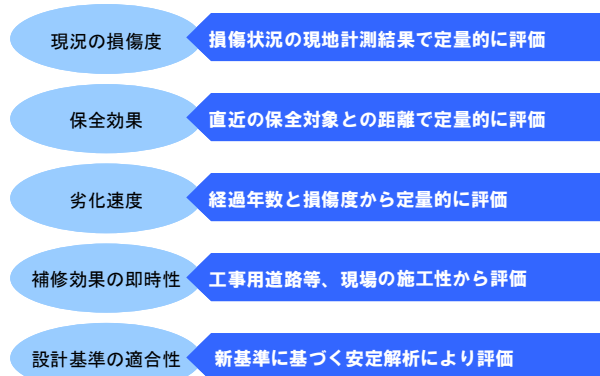 現況の損傷度
損傷状況の現地計測結果で定量的に評価
保全効果
直近の保全対象との距離で定量的に評価
劣化速度
経過年数と損傷度から定量的に評価
補修効果の即時性
工事用道路等、現場の施工性から評価
設計基準の適合性
新基準に基づく安定解析により評価